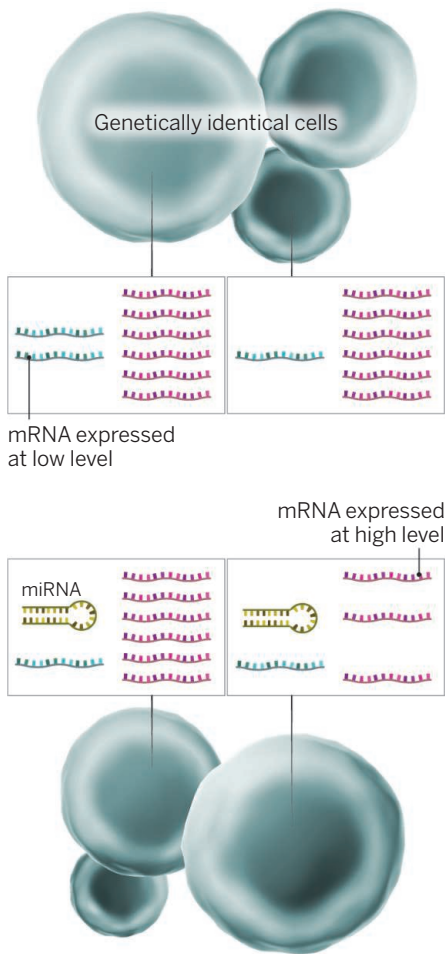 Genetically identical cells
mRNA expressed
at low level
mRNA expressed
at high level
miRNA